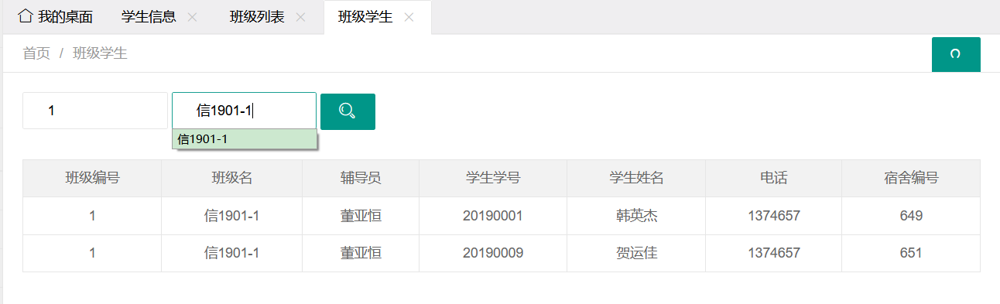 我的桌面 学生信息 班级列表 班级学生
首页 / 班级学生
1 信1901-1
信1901-1
班级编号 班级名 辅导员 学生学号 学生姓名 电话 宿舍编号
1 信1901-1 董亚恒 20190001 韩英杰 1374657 649
1 信1901-1 董亚恒 20190009 贺运佳 1374657 651